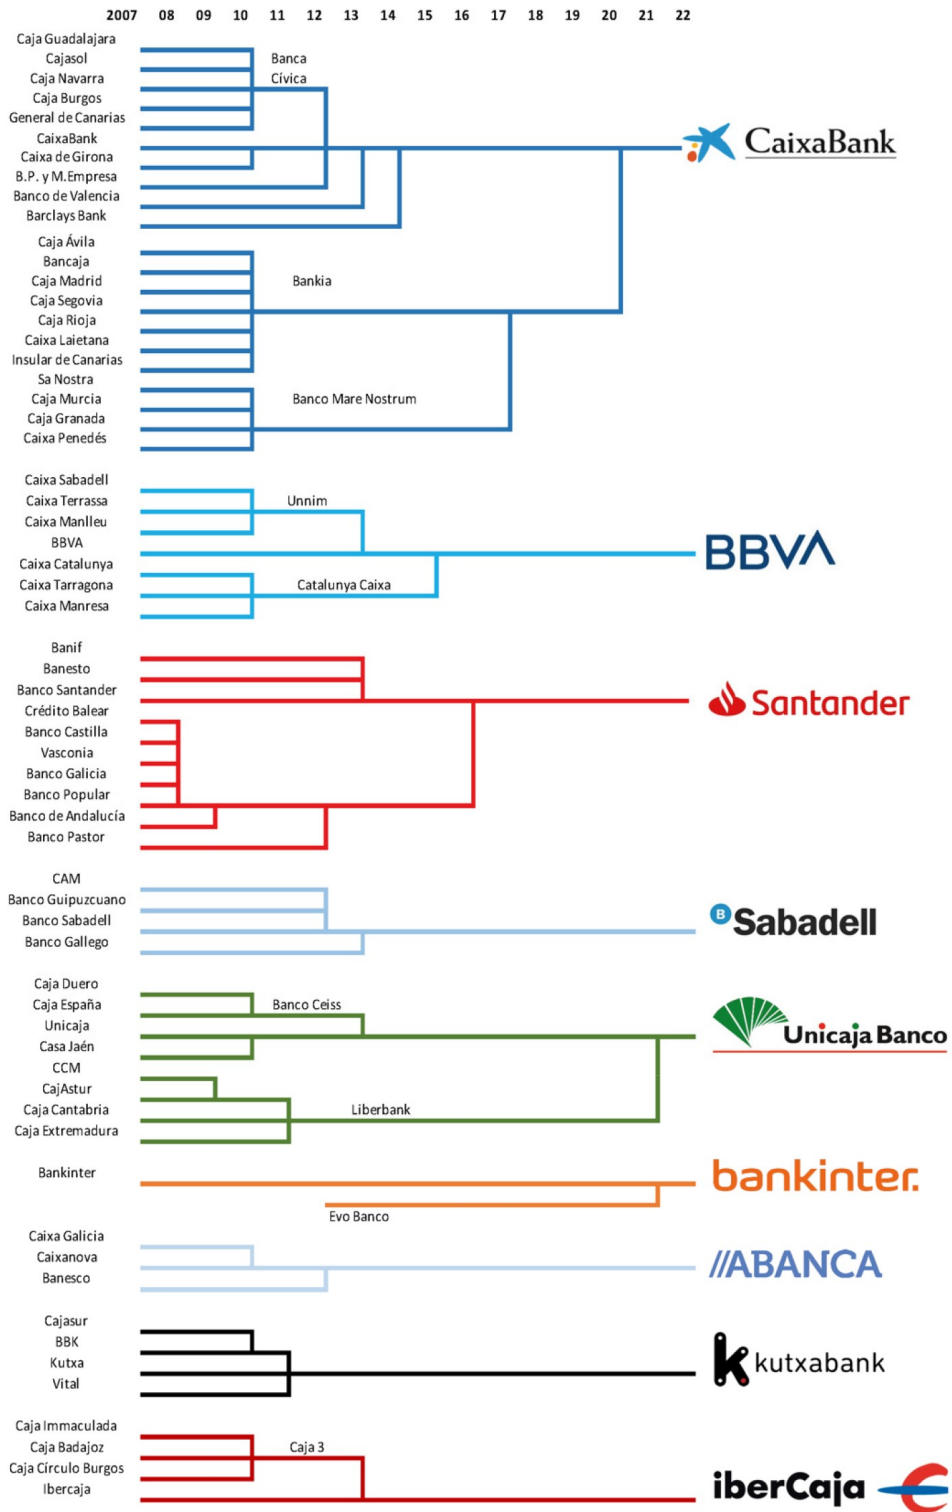 2007 08 09 10 11 12 13 14 15 16 17 18 19 20 21 22
Caja Guadalajara
Cajasol
Banca
Caja Navarra
Cívica
Caja Burgos
General de Canarias
CaixaBank
CaixaBank
Caixa de Girona
B.P. y M.Empresa
Banco de Valencia
Barclays Bank
Caja Ávila
Bancaja
Caja Madrid
Bankia
Caja Segovia
Caja Rioja
Caixa Laietana
Insular de Canarias
Sa Nostra
Caja Murcia
Banco Mare Nostrum
Caja Granada
Caixa Penedés
Caixa Sabadell
Caixa Terrassa
Unnim
Caixa Manlleu
BBVA
BBVA
Caixa Catalunya
Caixa Tarragona
Catalunya Caixa
Caixa Manresa
Banif
Banesto
Banco Santander
Santander
Crédito Balear
Banco Castilla
Vasconia
Banco Galicia
Banco Popular
Banco de Andalucía
Banco Pastor
CAM
Banco Guipuzcuano
Banco Sabadell
B Sabadell
Banco Gallego
Caja Duero
Caja España
Banco Ceiss
Unicaja
Unicaja Banco
Casa Jaén
CCM
CajAstur
Caja Cantabria
Liberbank
Caja Extremadura
Bankinter
bankinter.
Evo Banco
Caixa Galicia
Caixanova
//ABANCA
Banesco
Cajasur
BBK
Kutxa
k kutxabank
Vital
Caja Immaculada
Caja Badajoz
Caja 3
Caja Círculo Burgos
Ibercaja
iberCaja